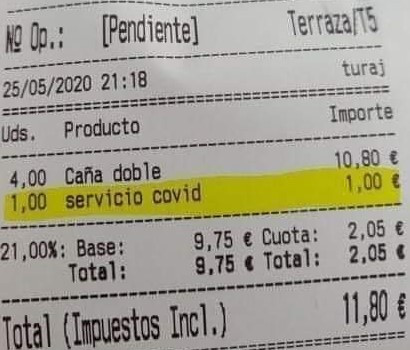 Nº Op.: [Pendiente] Terraza/T5
25/05/2020 21:18 turaj
Uds. Producto Importe
4,00 Caña doble 10,80 €
1,00 servicio covid 1,00 €
21,00%: Base: 9,75 € Cuota: 2,05 €
Total: 9,75 € Total: 2,05 €
Total (Impuestos Incl.) 11,80 €